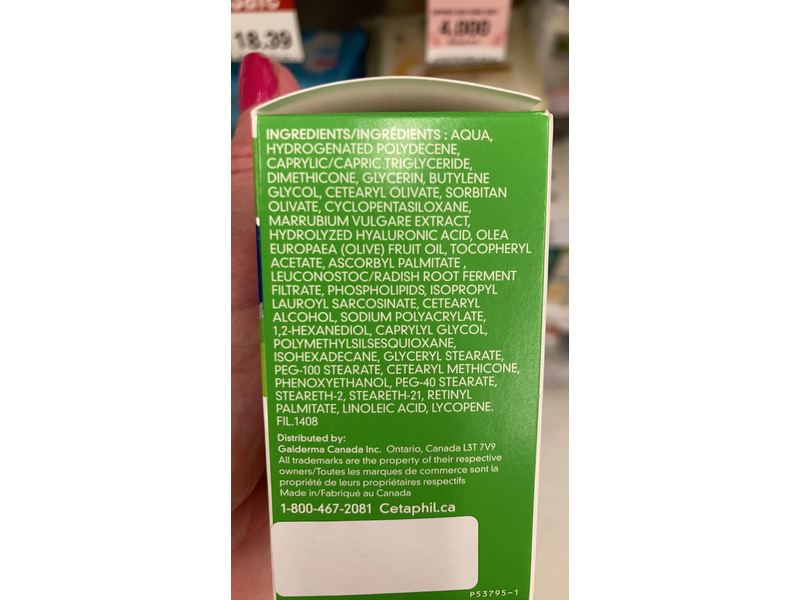 18.39
4,000
INGREDIENTS/INGRÉDIENTS : AQUA,
HYDROGENATED POLYDECENE,
CAPRYLIC/CAPRIC TRIGLYCERIDE,
DIMETHICONE, GLYCERIN, BUTYLENE
GLYCOL, CETEARYL OLIVATE, SORBITAN
OLIVATE, CYCLOPENTASILOXANE,
MARRUBIUM VULGARE EXTRACT,
HYDROLYZED HYALURONIC ACID, OLEA
EUROPAEA (OLIVE) FRUIT OIL, TOCOPHERYL
ACETATE, ASCORBYL PALMITATE ,
LEUCONOSTOC/RADISH ROOT FERMENT
FILTRATE, PHOSPHOLIPIDS, ISOPROPYL
LAUROYL SARCOSINATE, CETEARYL
ALCOHOL, SODIUM POLYACRYLATE,
1,2-HEXANEDIOL, CAPRYLYL GLYCOL,
POLYMETHYLSILSESQUIOXANE,
ISOHEXADECANE, GLYCERYL STEARATE,
PEG-100 STEARATE, CETEARYL METHICONE,
PHENOXYETHANOL, PEG-40 STEARATE,
STEARETH-2, STEARETH-21, RETINYL
PALMITATE, LINOLEIC ACID, LYCOPENE.
FIL.1408
Distributed by:
Galderma Canada Inc. Ontario, Canada L3T 7V9
All trademarks are the property of their respective
owners/Toutes les marques de commerce sont la
propriété de leurs propriétaires respectifs
Made in/Fabriqué au Canada
1-800-467-2081 Cetaphil.ca
P53795-1